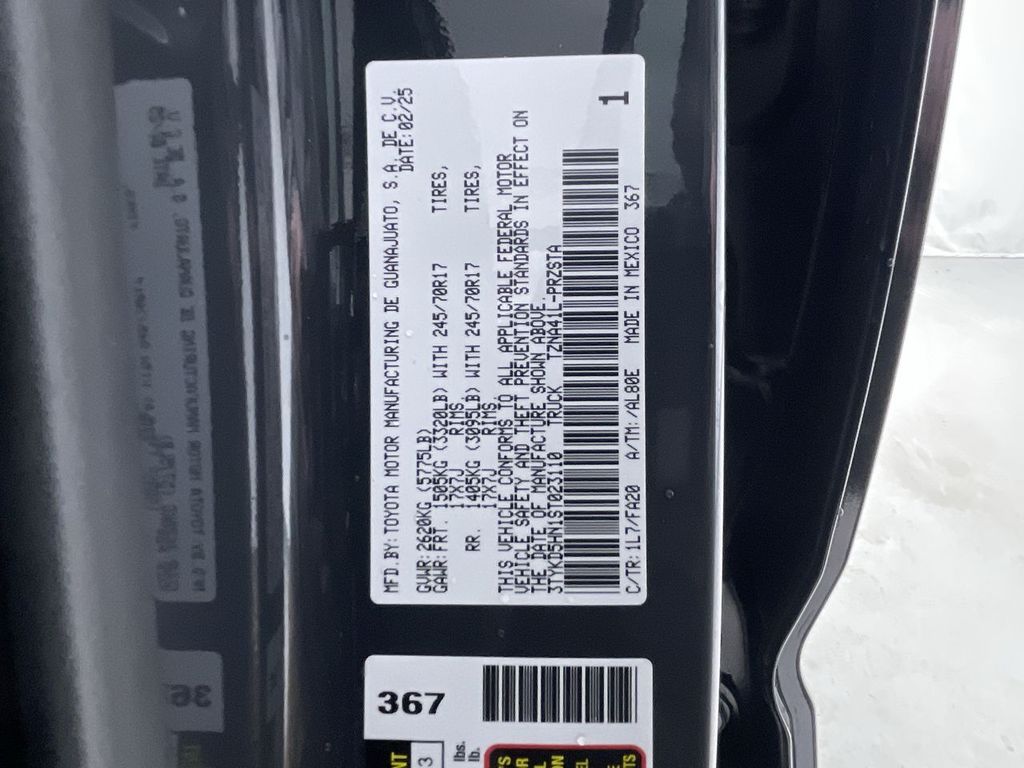 MFD.BY:TOYOTA MOTOR MANUFACTURING DE GUANAJUATO, S.A. DE C.V.
DATE:02/25
GVWR:2620KG (5775LB)
GAWR:FRT. 1505KG (3320LB) WITH 245/70R17 TIRES,
17X7J RIMS
RR. 1405KG (3095LB) WITH 245/70R17 TIRES,
17X7J RIMS
THIS VEHICLE CONFORMS TO ALL APPLICABLE FEDERAL MOTOR
VEHICLE SAFETY AND THEFT PREVENTION STANDARDS IN EFFECT ON
THE DATE OF MANUFACTURE SHOWN ABOVE.
3TYKD5HN1ST023110 TRUCK TZNA41L-PRZSTA
C/TR:1L7/FA20 A/TM:/AL80E MADE IN MEXICO 367
1
367
3
lbs.
lb.